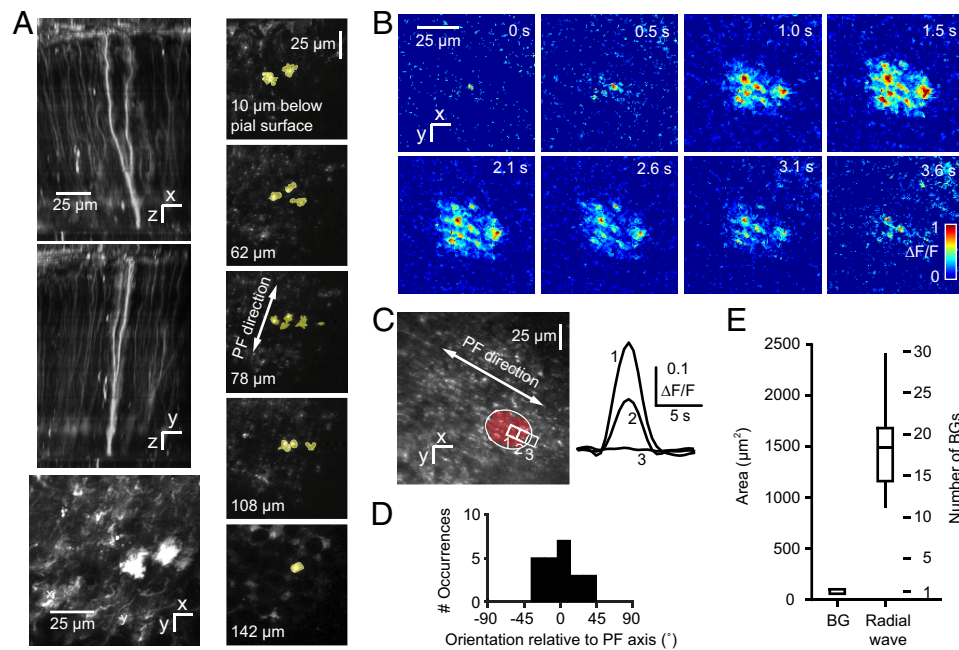 A
25 µm
x
z
y
z
25 µm
x
y
25 µm
10 µm below
pial surface
62 µm
PF direction
78 µm
108 µm
142 µm
B
25 µm
x
y
0 s
0.5 s
1.0 s
1.5 s
2.1 s
2.6 s
3.1 s
3.6 s
1
ΔF/F
0
C
25 µm
PF direction
x
y
1
2
3
1
2
3
0.1
ΔF/F
5 s
D
# Occurrences
10
5
0
-90
-45
0
45
90
Orientation relative to PF axis (˚)
E
Area (µm²)
2500
2000
1500
1000
500
0
BG
Radial
wave
30
25
20
15
10
5
1
Number of BGs